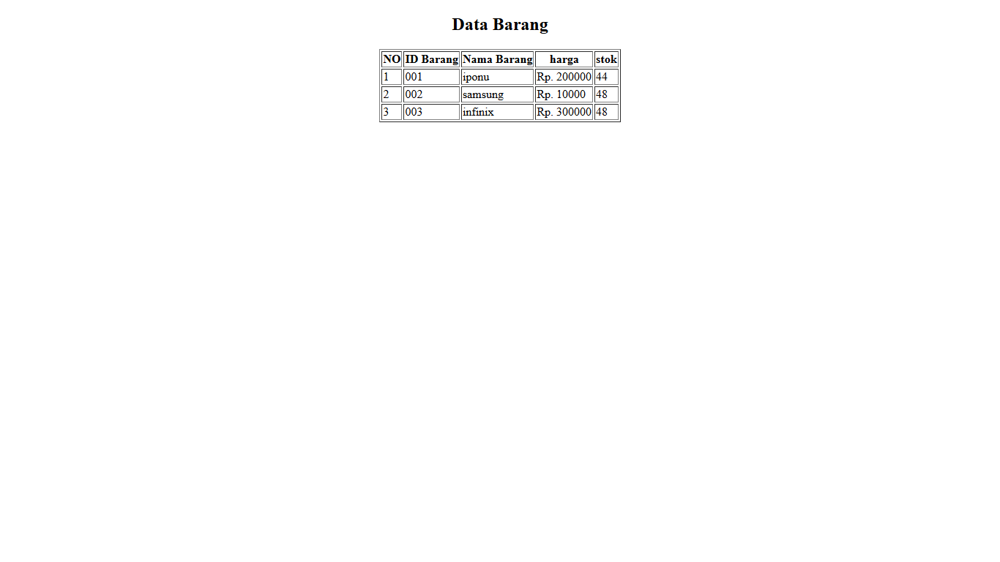 Data Barang
NO ID Barang Nama Barang harga stok
1 001 iponu Rp. 200000 44
2 002 samsung Rp. 10000 48
3 003 infinix Rp. 300000 48